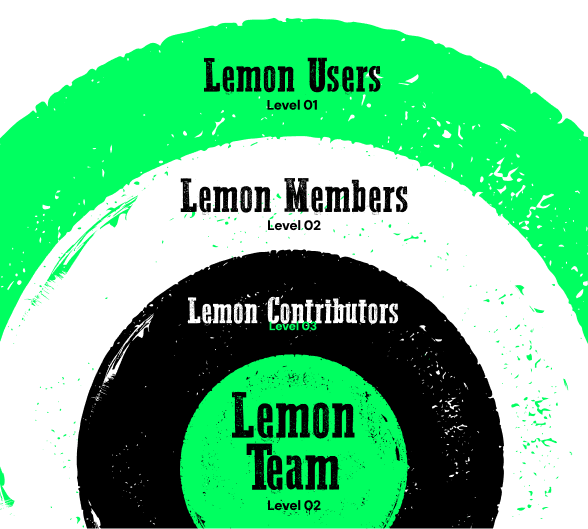 Lemon Users
Level 01
Lemon Members
Level 02
Lemon Contributors
Level 03
Lemon
Team
Level 02